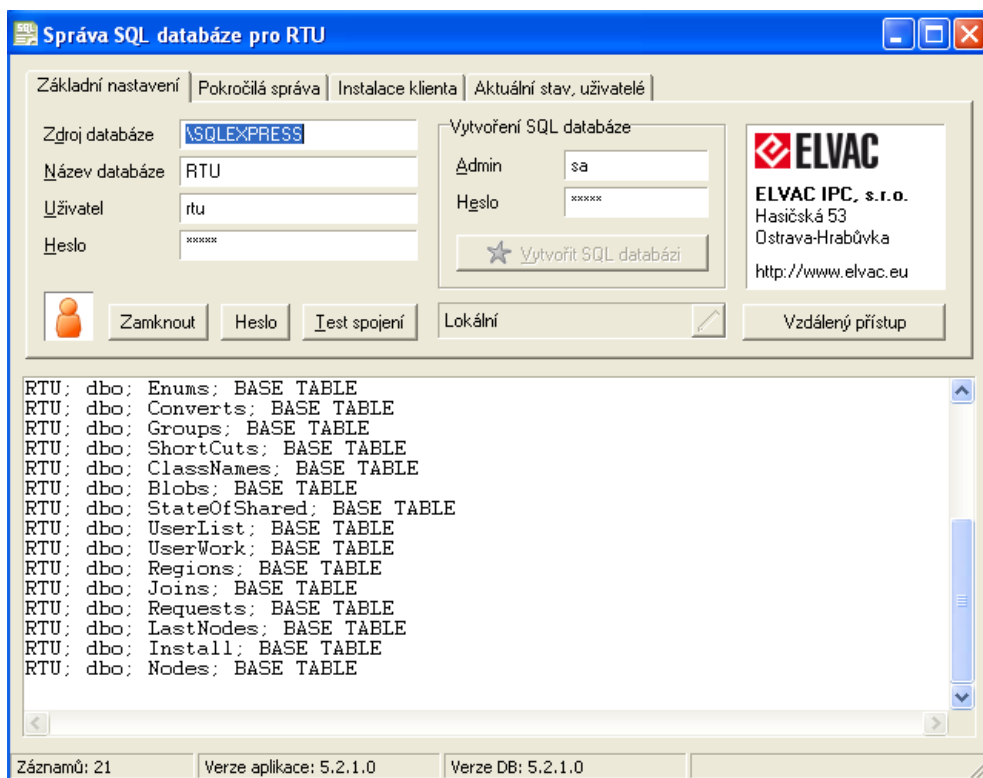 Správa SQL databáze pro RTU
Základní nastavení Pokročilá správa Instalace klienta Aktuální stav, uživatelé
Zdroj databáze \SQLEXPRESS
Název databáze RTU
Uživatel rtu
Heslo *****
Vytvoření SQL databáze
Admin sa
Heslo *****
Vytvořit SQL databázi
ELVAC
ELVAC IPC, s.r.o.
Hasičská 53
Ostrava-Hrabůvka
http://www.elvac.eu
Zamknout Heslo Test spojení Lokální Vzdálený přístup
RTU; dbo; Enums; BASE TABLE
RTU; dbo; Converts; BASE TABLE
RTU; dbo; Groups; BASE TABLE
RTU; dbo; ShortCuts; BASE TABLE
RTU; dbo; ClassNames; BASE TABLE
RTU; dbo; Blobs; BASE TABLE
RTU; dbo; StateOfShared; BASE TABLE
RTU; dbo; UserList; BASE TABLE
RTU; dbo; UserWork; BASE TABLE
RTU; dbo; Regions; BASE TABLE
RTU; dbo; Joins; BASE TABLE
RTU; dbo; Requests; BASE TABLE
RTU; dbo; LastNodes; BASE TABLE
RTU; dbo; Install; BASE TABLE
RTU; dbo; Nodes; BASE TABLE
Záznamů: 21 Verze aplikace: 5.2.1.0 Verze DB: 5.2.1.0